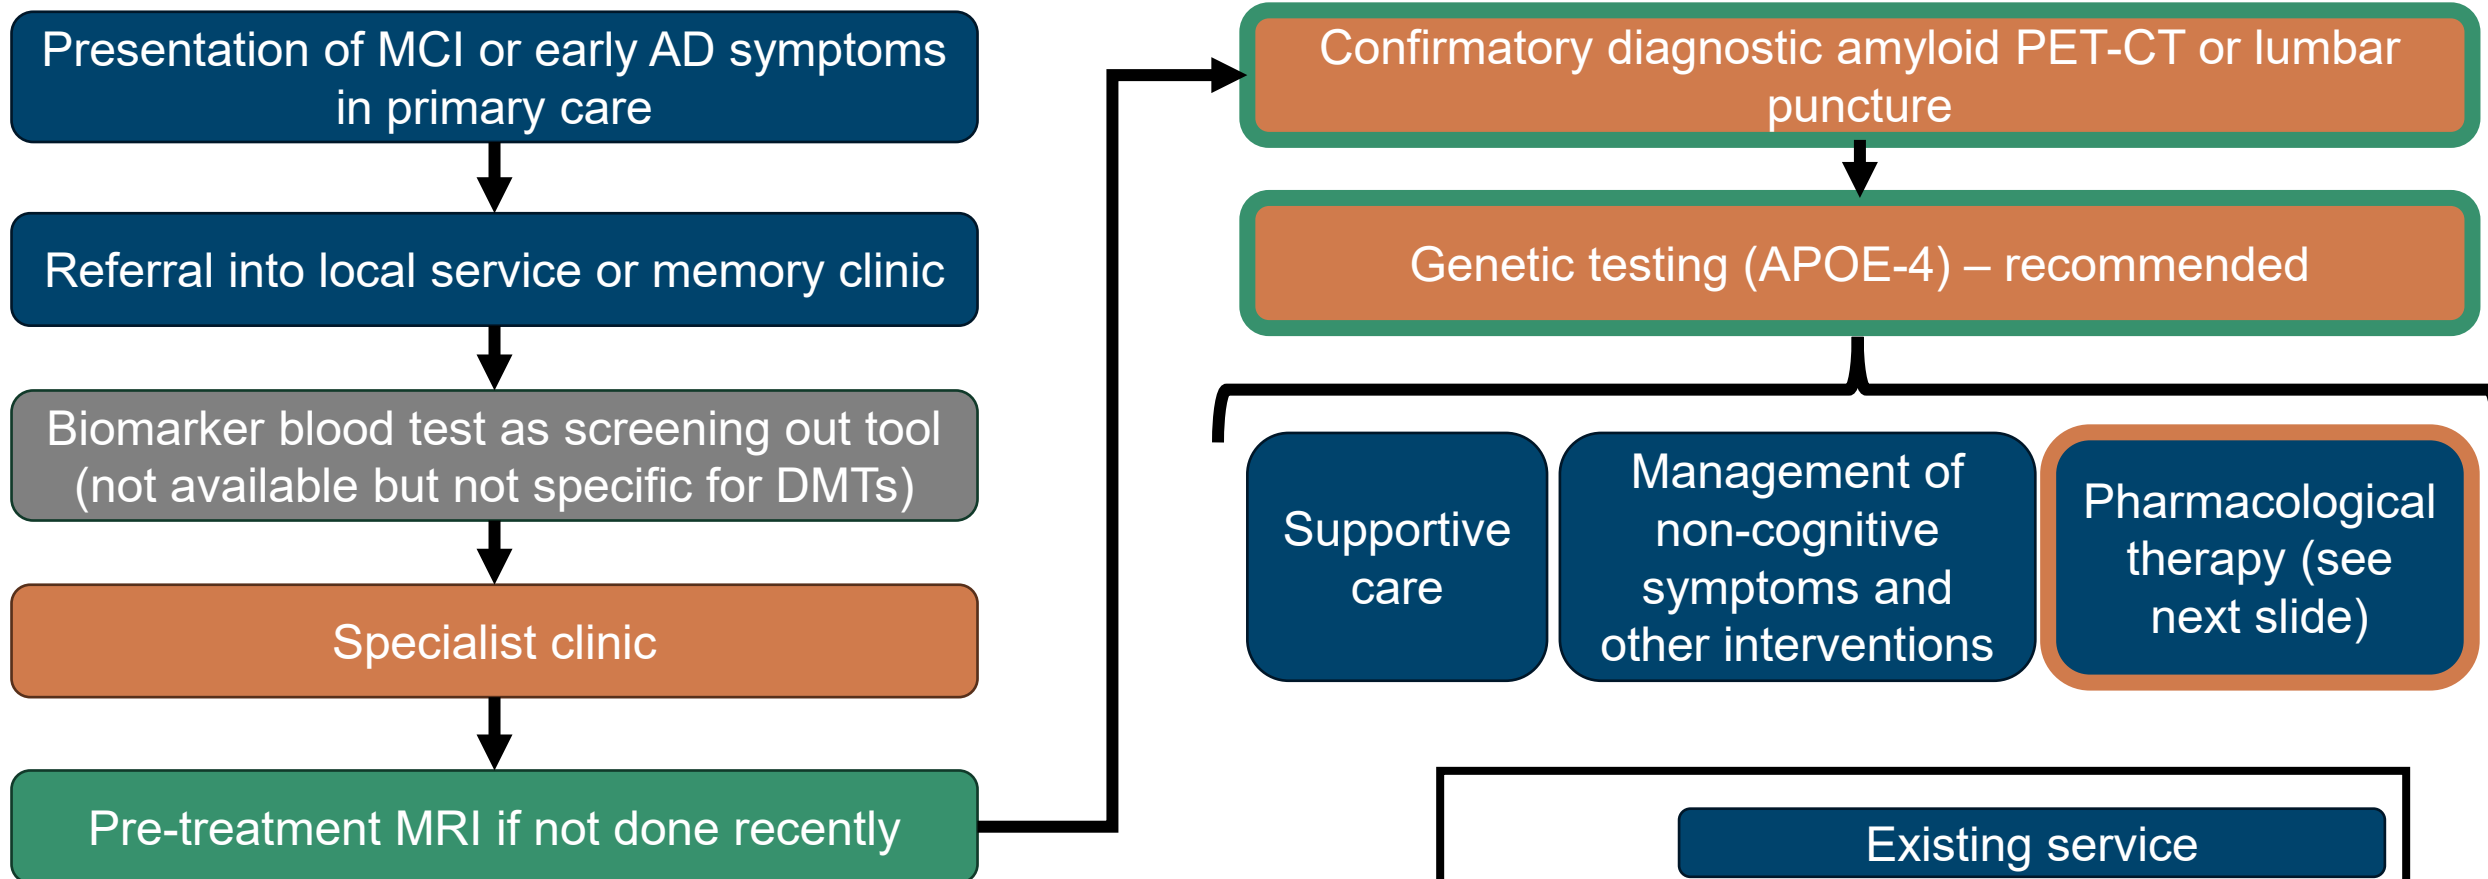 Presentation of MCI or early AD symptoms
in primary care
Referral into local service or memory clinic
Biomarker blood test as screening out tool
(not available but not specific for DMTs)
Specialist clinic
Pre-treatment MRI if not done recently
Confirmatory diagnostic amyloid PET-CT or lumbar
puncture
Genetic testing (APOE-4) – recommended
Supportive
care
Management of
non-cognitive
symptoms and
other interventions
Pharmacological
therapy (see
next slide)
Existing service